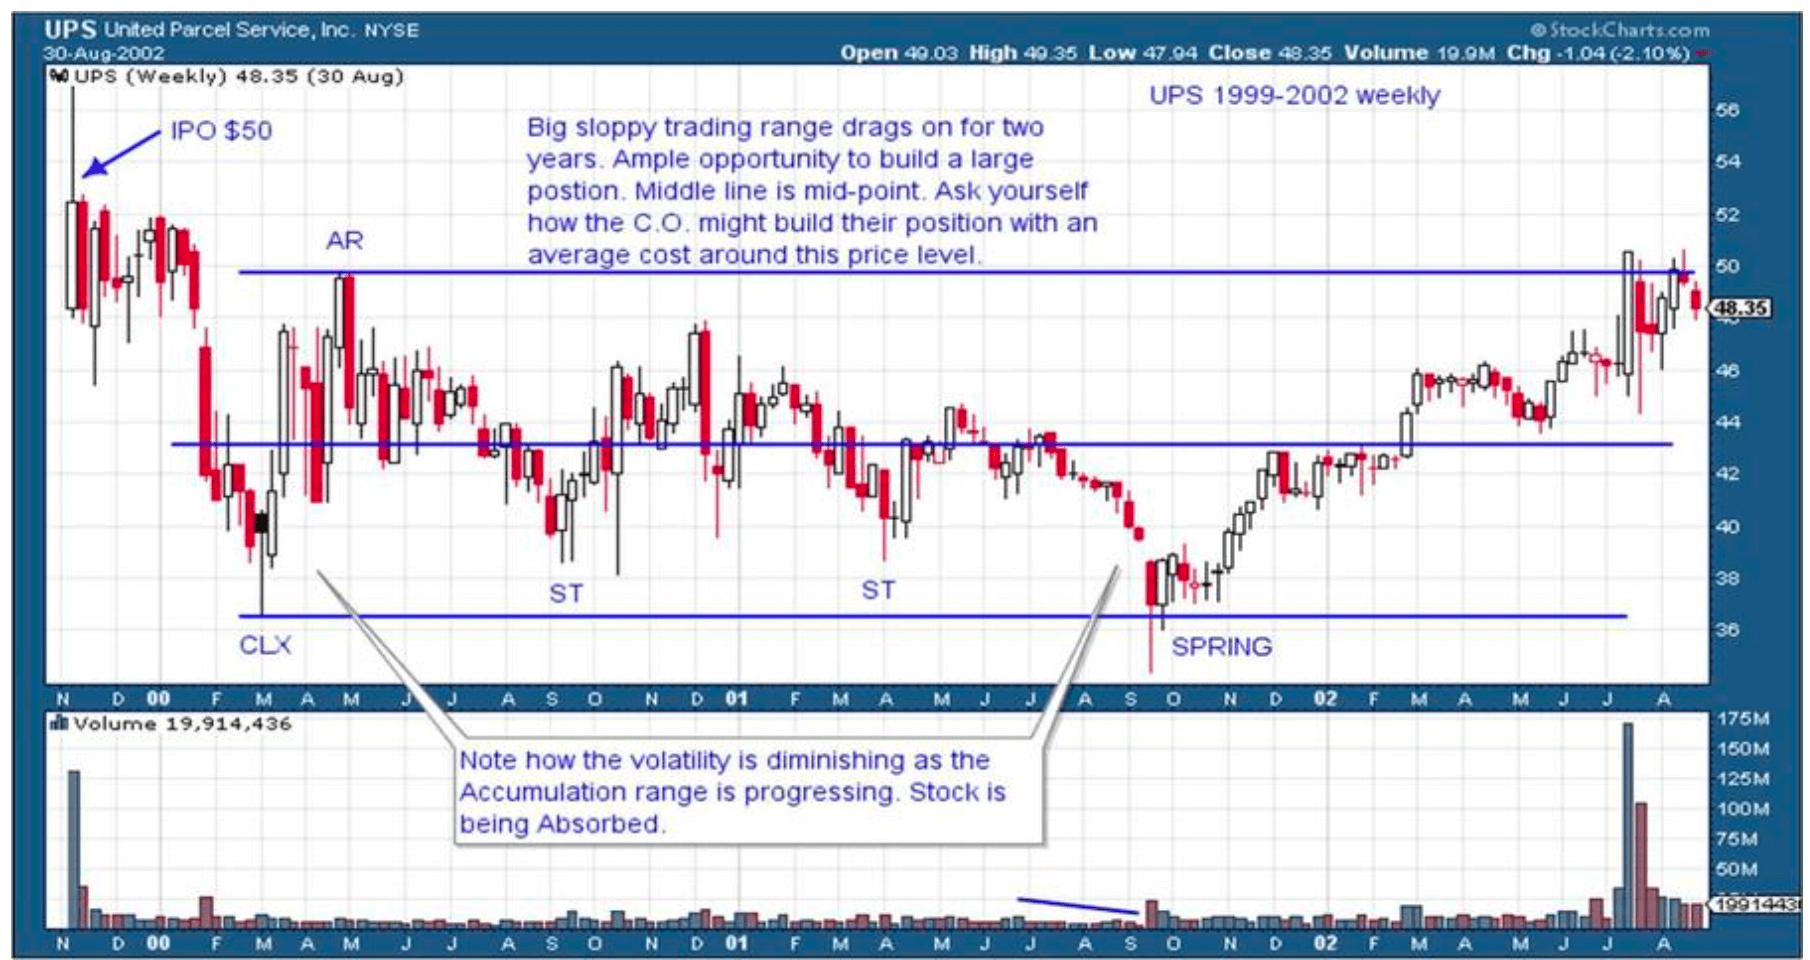 UPS United Parcel Service, Inc. NYSE
© StockCharts.com
30-Aug-2002
Open 49.03 High 49.35 Low 47.94 Close 48.35 Volume 19.9M Chg -1.04 (-2.10%)
UPS (Weekly) 48.35 (30 Aug)
UPS 1999-2002 weekly
IPO $50
Big sloppy trading range drags on for two
years. Ample opportunity to build a large
postion. Middle line is mid-point. Ask yourself
how the C.O. might build their position with an
average cost around this price level.
AR
56
54
52
50
48.35
46
44
42
40
38
36
ST
ST
CLX
SPRING
N D 00 F M A M J J A S O N D 01 F M A M J J A S O N D 02 F M A M J J A
Volume 19,914,436
Note how the volatility is diminishing as the
Accumulation range is progressing. Stock is
being Absorbed.
175M
150M
125M
100M
75M
50M
1991443
N D 00 F M A M J J A S O N D 01 F M A M J J A S O N D 02 F M A M J J A